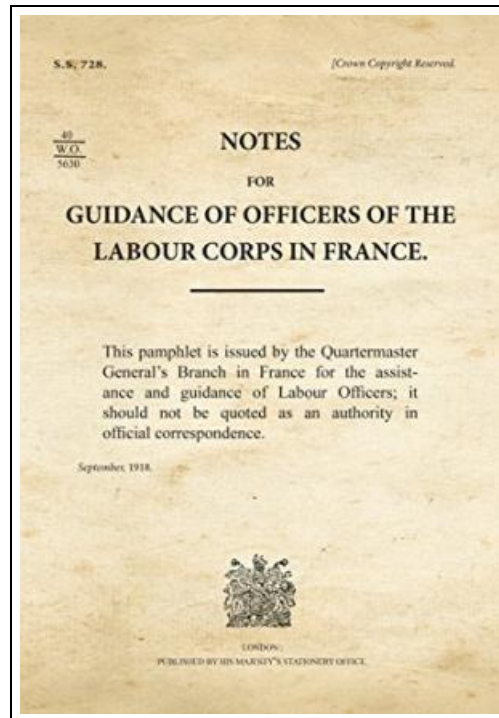 S.S. 728.
[Crown Copyright Reserved.
40
W.O.
5630
NOTES
FOR
GUIDANCE OF OFFICERS OF THE
LABOUR CORPS IN FRANCE.
This pamphlet is issued by the Quartermaster
General's Branch in France for the assist-
ance and guidance of Labour Officers; it
should not be quoted as an authority in
official correspondence.
September, 1918.
LONDON:
PUBLISHED BY HIS MAJESTY'S STATIONERY OFFICE.